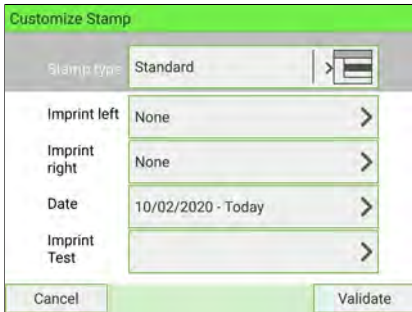 Customize Stamp
Stamp type Standard
Imprint left None
Imprint
right None
Date 10/02/2020 - Today
Imprint
Test
Cancel Validate